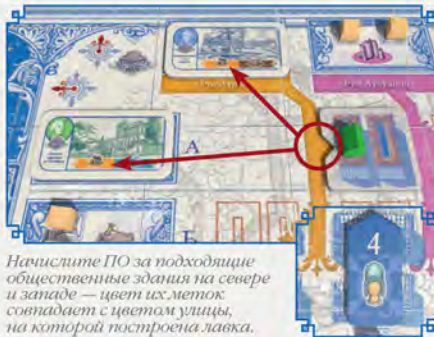 А
4
Начислите ПО за подходящие
общественные здания на севере
и западе — цвет их меток
совпадает с цветом улицы,
на которой построена лавка.